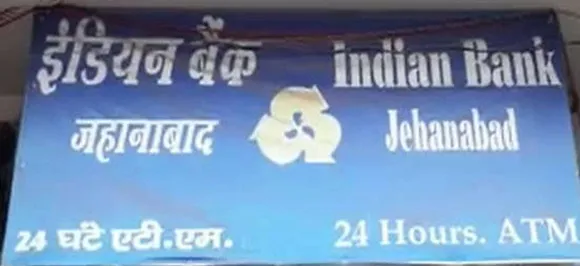 इंडियन बैंक Indian Bank
जहानाबाद Jehanabad
24 घंटे एटी.एम. 24 Hours. ATM